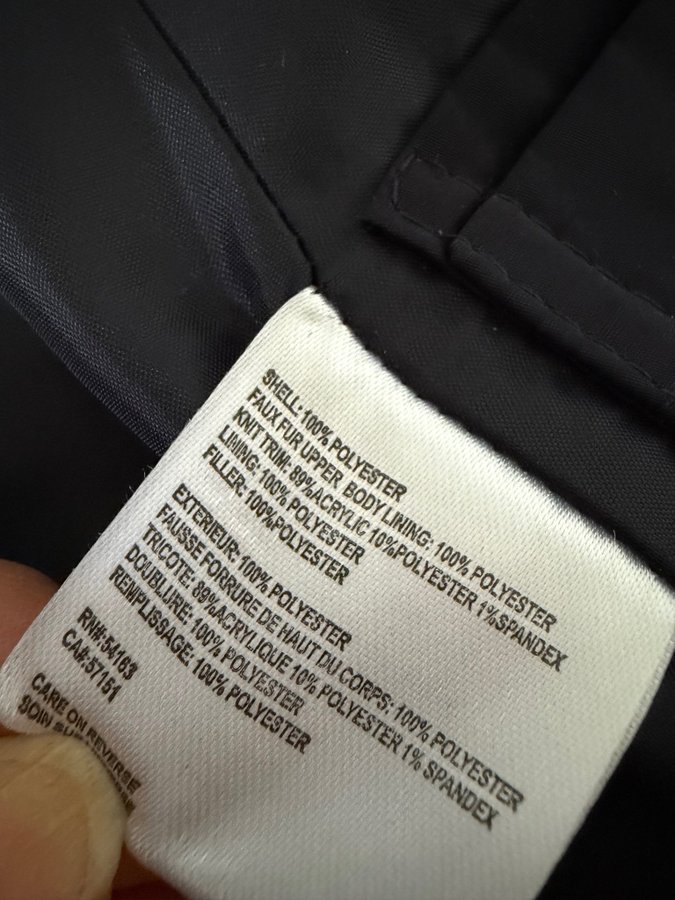 SHELL: 100% POLYESTER
FAUX FUR UPPER BODY LINING: 100% POLYESTER
KNIT TRIM: 89%ACRYLIC 10%POLYESTER 1%SPANDEX
LINING: 100% POLYESTER
FILLER: 100%POLYESTER
EXTERIEUR: 100% POLYESTER
FAUSSE FORRURE DE HAUT DU CORPS: 100% POLYESTER
TRICOTE: 89%ACRYLIQUE 10% POLYESTER 1% SPANDEX
DOUBLURE: 100% POLYESTER
REMPLISSAGE: 100% POLYESTER
RN#:54163
CA#:57151
CARE ON REVERSE
SOIN